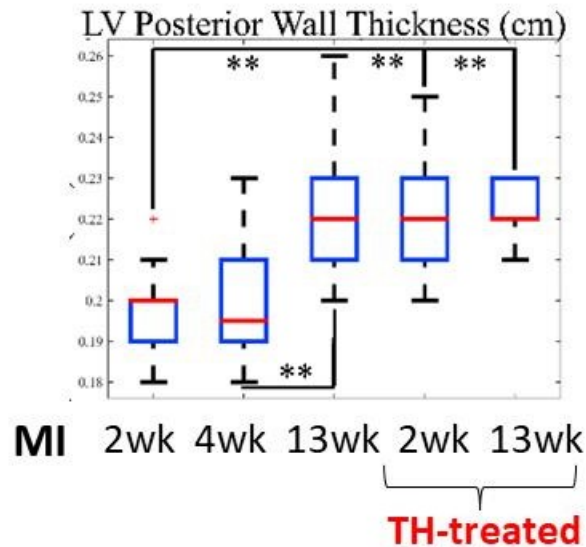 LV Posterior Wall Thickness (cm)
0.26
** ** **
0.25
0.24
0.23
0.22
0.21
0.2
0.19
**
0.18
MI 2wk 4wk 13wk 2wk 13wk
TH-treated